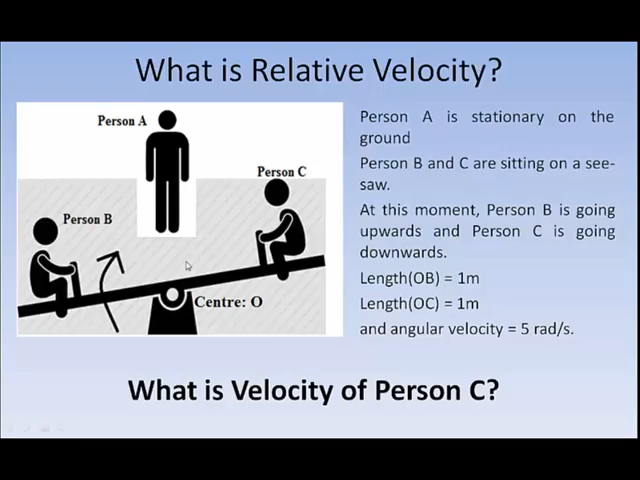 What is Relative Velocity?
Person A
Person C
Person B
Centre: O
Person A is stationary on the
ground
Person B and C are sitting on a see-
saw.
At this moment, Person B is going
upwards and Person C is going
downwards.
Length(OB) = 1m
Length(OC) = 1m
and angular velocity = 5 rad/s.
What is Velocity of Person C?